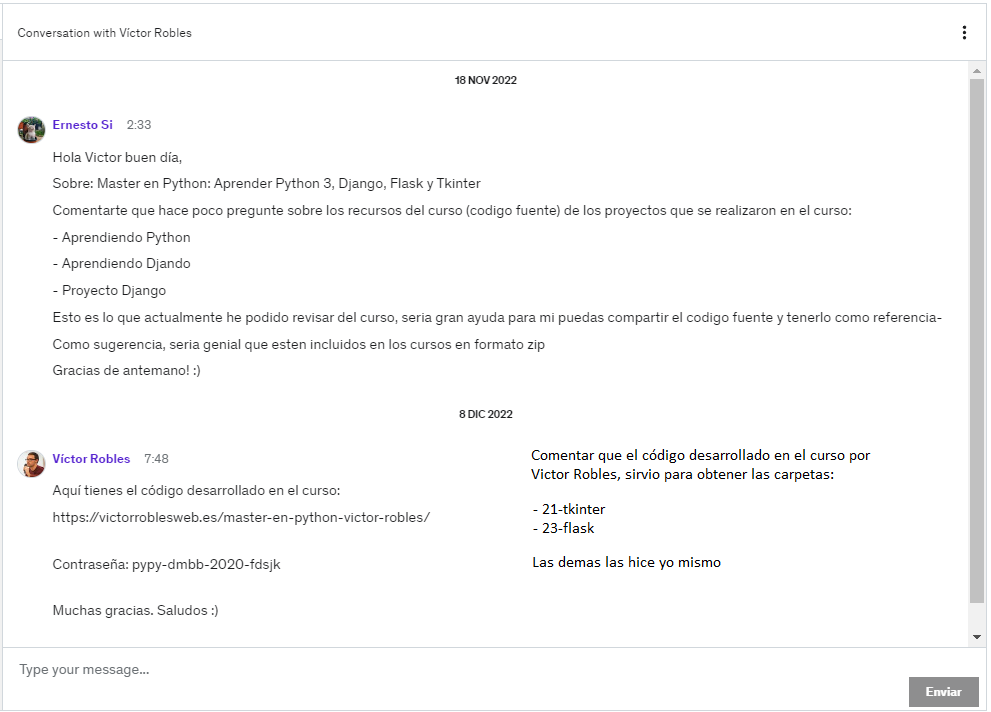 Conversation with Víctor Robles
18 NOV 2022
Ernesto Si 2:33
Hola Victor buen día,
Sobre: Master en Python: Aprender Python 3, Django, Flask y Tkinter
Comentarte que hace poco pregunte sobre los recursos del curso (codigo fuente) de los proyectos que se realizaron en el curso:
- Aprendiendo Python
- Aprendiendo Djando
- Proyecto Django
Esto es lo que actualmente he podido revisar del curso, seria gran ayuda para mi puedas compartir el codigo fuente y tenerlo como referencia-
Como sugerencia, seria genial que esten incluidos en los cursos en formato zip
Gracias de antemano! :)
8 DIC 2022
Víctor Robles 7:48
Aquí tienes el código desarrollado en el curso:
https://victorroblesweb.es/master-en-python-victor-robles/
Contraseña: pypy-dmbb-2020-fdsjk
Muchas gracias. Saludos :)
Comentar que el código desarrollado en el curso por
Victor Robles, sirvio para obtener las carpetas:
- 21-tkinter
- 23-flask
Las demas las hice yo mismo
Type your message...
Enviar